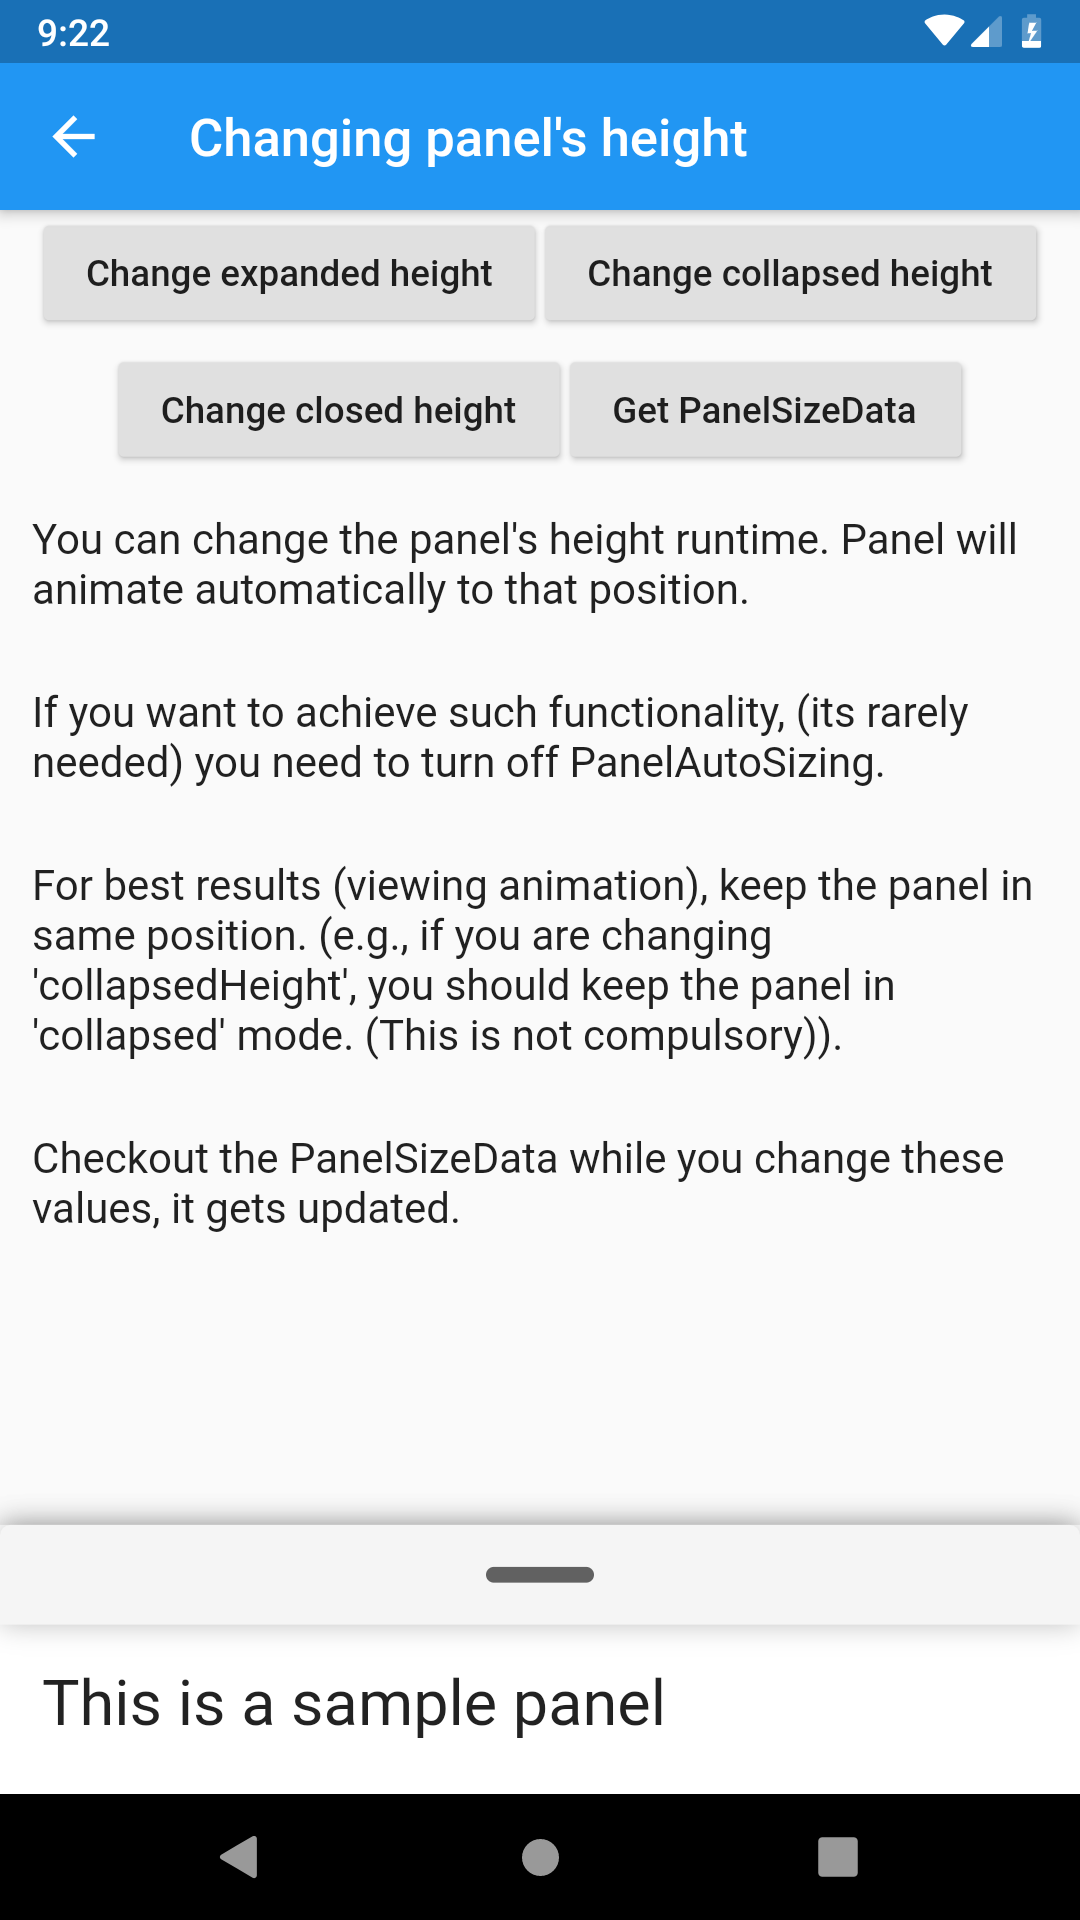 9:22
Changing panel's height
Change expanded height
Change collapsed height
Change closed height
Get PanelSizeData
You can change the panel's height runtime. Panel will
animate automatically to that position.
If you want to achieve such functionality, (its rarely
needed) you need to turn off PanelAutoSizing.
For best results (viewing animation), keep the panel in
same position. (e.g., if you are changing
'collapsedHeight', you should keep the panel in
'collapsed' mode. (This is not compulsory)).
Checkout the PanelSizeData while you change these
values, it gets updated.
This is a sample panel